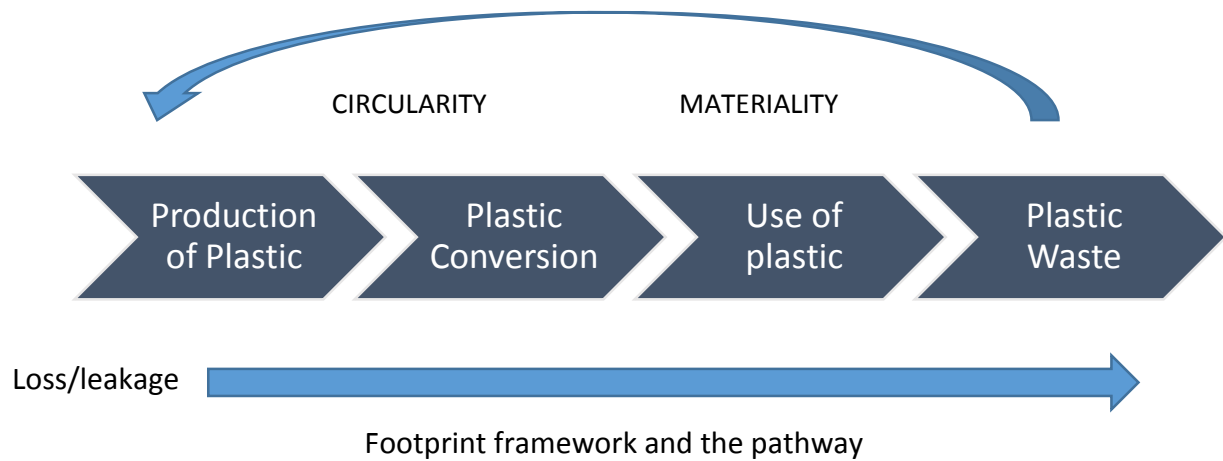 CIRCULARITY MATERIALITY
Production
of Plastic
Plastic
Conversion
Use of
plastic
Plastic
Waste
Loss/leakage
Footprint framework and the pathway